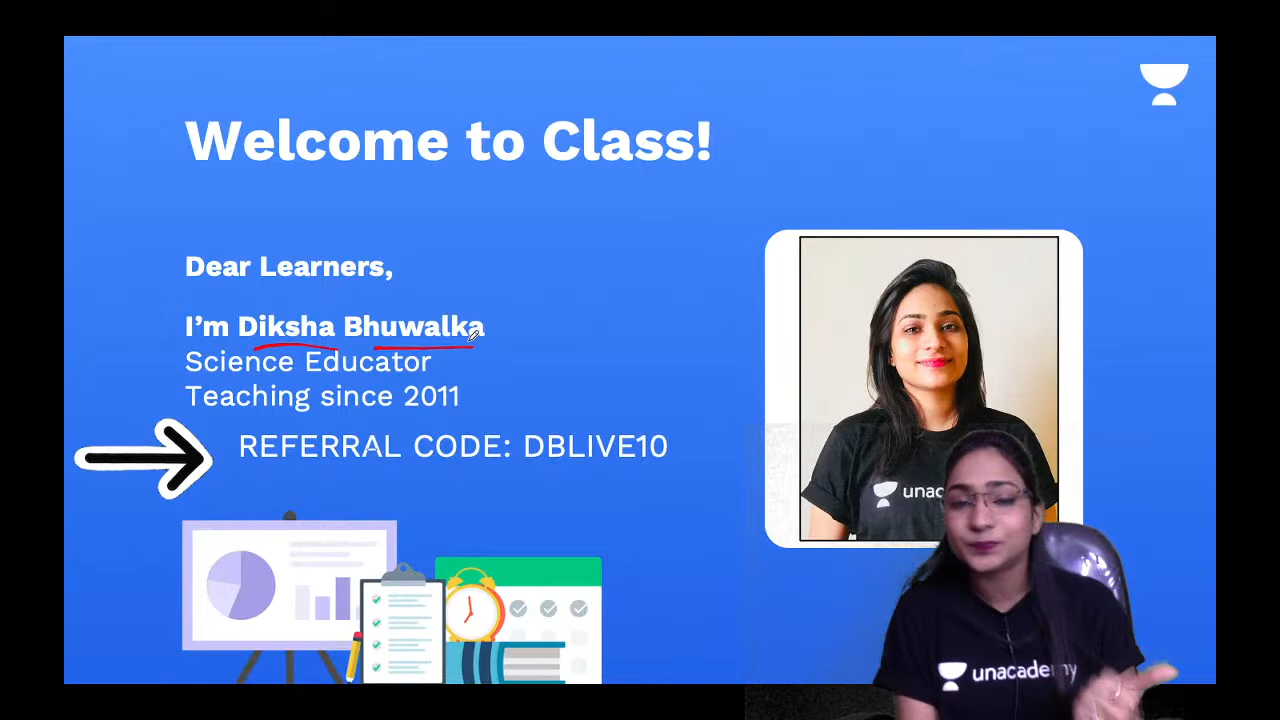 Welcome to Class!
Dear Learners,
I'm Diksha Bhuwalka
Science Educator
Teaching since 2011
REFERRAL CODE: DBLIVE10
unacademy